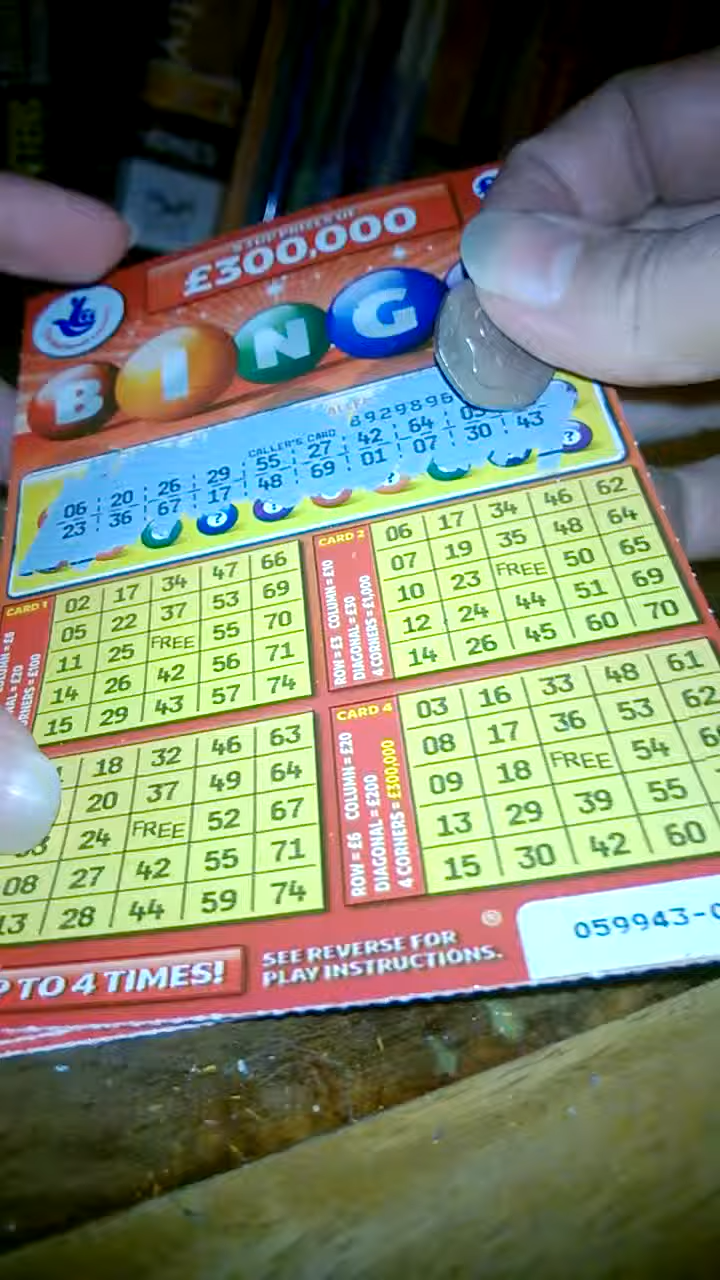 £300,000
B I N G
8929896
CALLER'S CARD
06 20 26 29 55 27 42 64 05
23 36 67 17 48 69 01 07 30 43
CARD 1
02 17 34 47 66
05 22 37 53 69
11 25 FREE 55 70
14 26 42 56 71
15 29 43 57 74
CARD 2
ROW = £3 COLUMN = £10
DIAGONAL = £30
4 CORNERS = £1,000
06 17 34 46 62
07 19 35 48 64
10 23 FREE 50 65
12 24 44 51 69
14 26 45 60 70
18 32 46 63
20 37 49 64
24 FREE 52 67
08 27 42 55 71
13 28 44 59 74
CARD 4
ROW = £6 COLUMN = £20
DIAGONAL = £200
4 CORNERS = £300,000
03 16 33 48 61
08 17 36 53 62
09 18 FREE 54
13 29 39 55
15 30 42 60
P TO 4 TIMES!
SEE REVERSE FOR
PLAY INSTRUCTIONS.
059943-0